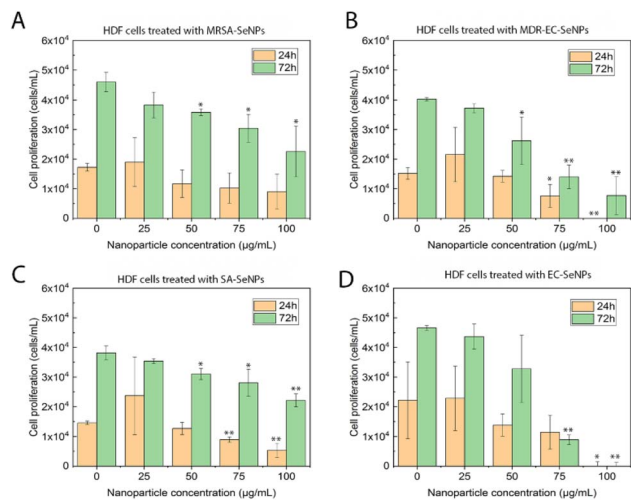 A
HDF cells treated with MRSA-SeNPs
24h
72h
Cell proliferation (cells/mL)
6x10⁴
5x10⁴
4x10⁴
3x10⁴
2x10⁴
1x10⁴
0
* * *
0 25 50 75 100
Nanoparticle concentration (µg/mL)
B
HDF cells treated with MDR-EC-SeNPs
24h
72h
Cell proliferation (cells/mL)
6x10⁴
5x10⁴
4x10⁴
3x10⁴
2x10⁴
1x10⁴
0
* * ** ** **
0 25 50 75 100
Nanoparticle concentration (µg/mL)
C
HDF cells treated with SA-SeNPs
24h
72h
Cell proliferation (cells/mL)
6x10⁴
5x10⁴
4x10⁴
3x10⁴
2x10⁴
1x10⁴
0
* ** * ** **
0 25 50 75 100
Nanoparticle concentration (µg/mL)
D
HDF cells treated with EC-SeNPs
24h
72h
Cell proliferation (cells/mL)
6x10⁴
5x10⁴
4x10⁴
3x10⁴
2x10⁴
1x10⁴
0
** * **
0 25 50 75 100
Nanoparticle concentration (µg/mL)